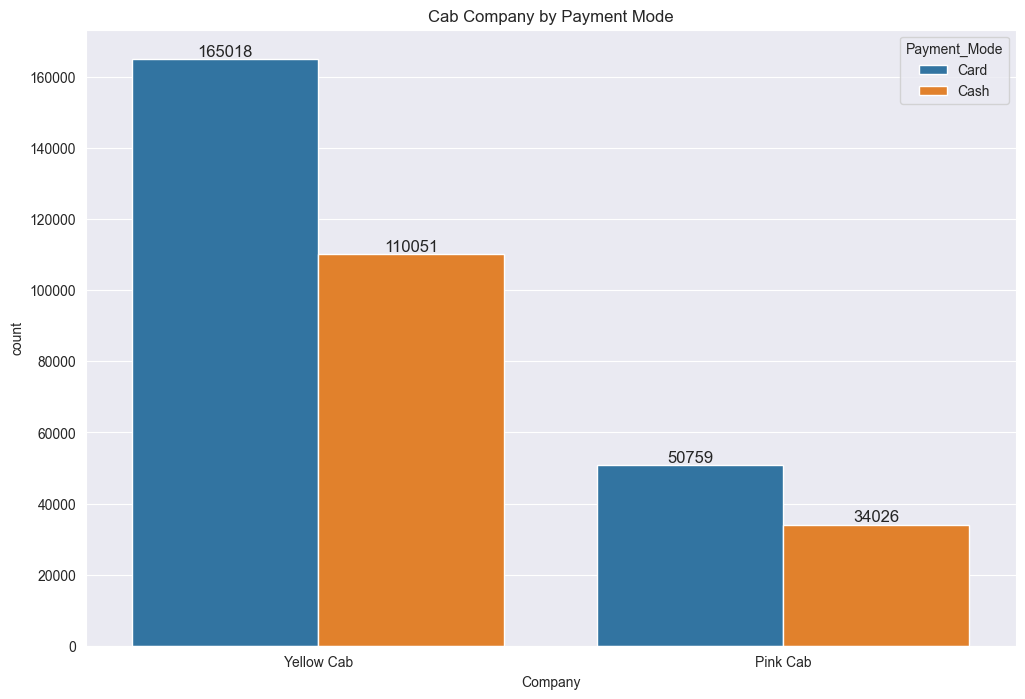 Cab Company by Payment Mode
165018
110051
50759
34026
Payment_Mode
Card
Cash
160000
140000
120000
100000
80000
60000
40000
20000
0
count
Yellow Cab
Pink Cab
Company